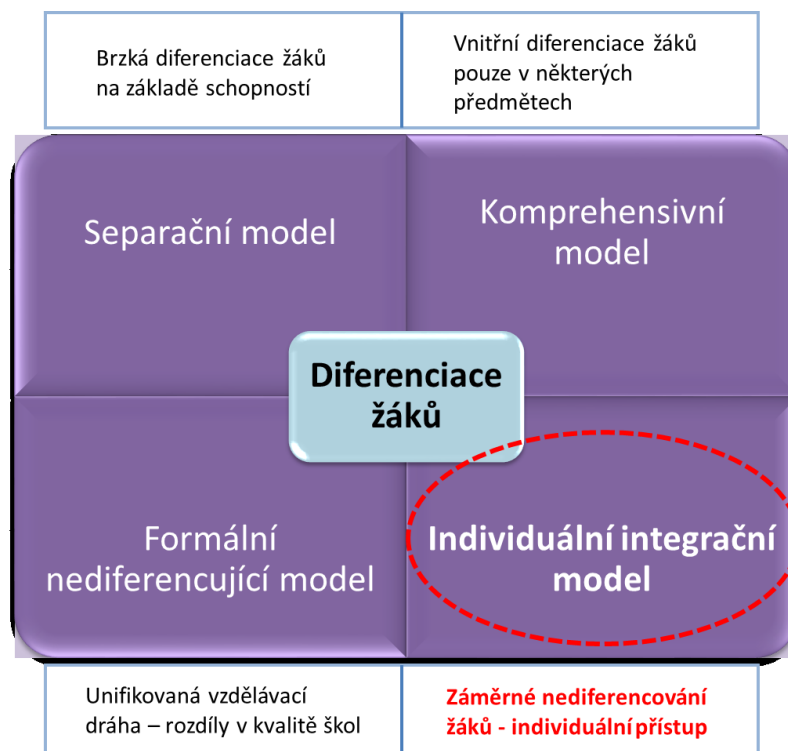 Brzká diferenciace žáků
na základě schopností
Vnitřní diferenciace žáků
pouze v některých
předmětech
Separační model
Komprehensivní
model
Diferenciace
žáků
Formální
nediferencující model
Individuální integrační
model
Unifikovaná vzdělávací
dráha – rozdíly v kvalitě škol
Záměrné nediferencování
žáků - individuální přístup